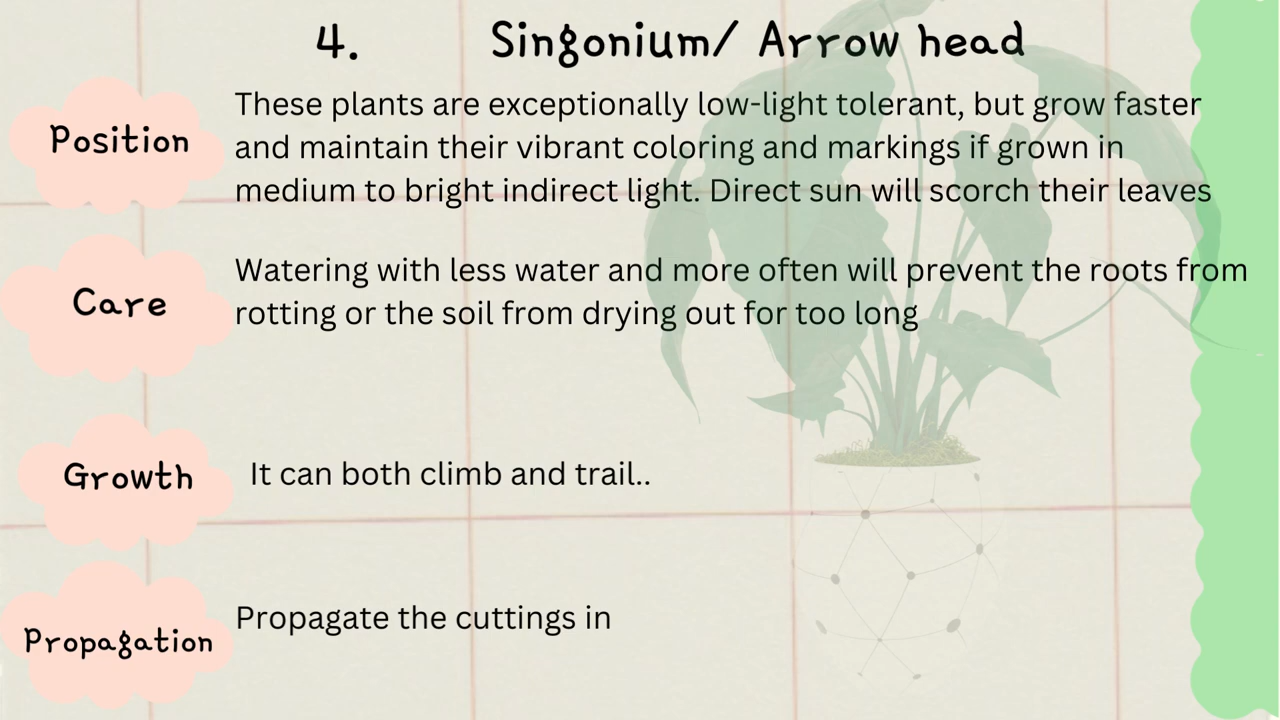 4. Singonium/ Arrow head
Position
These plants are exceptionally low-light tolerant, but grow faster
and maintain their vibrant coloring and markings if grown in
medium to bright indirect light. Direct sun will scorch their leaves
Care
Watering with less water and more often will prevent the roots from
rotting or the soil from drying out for too long
Growth
It can both climb and trail..
Propagation
Propagate the cuttings in